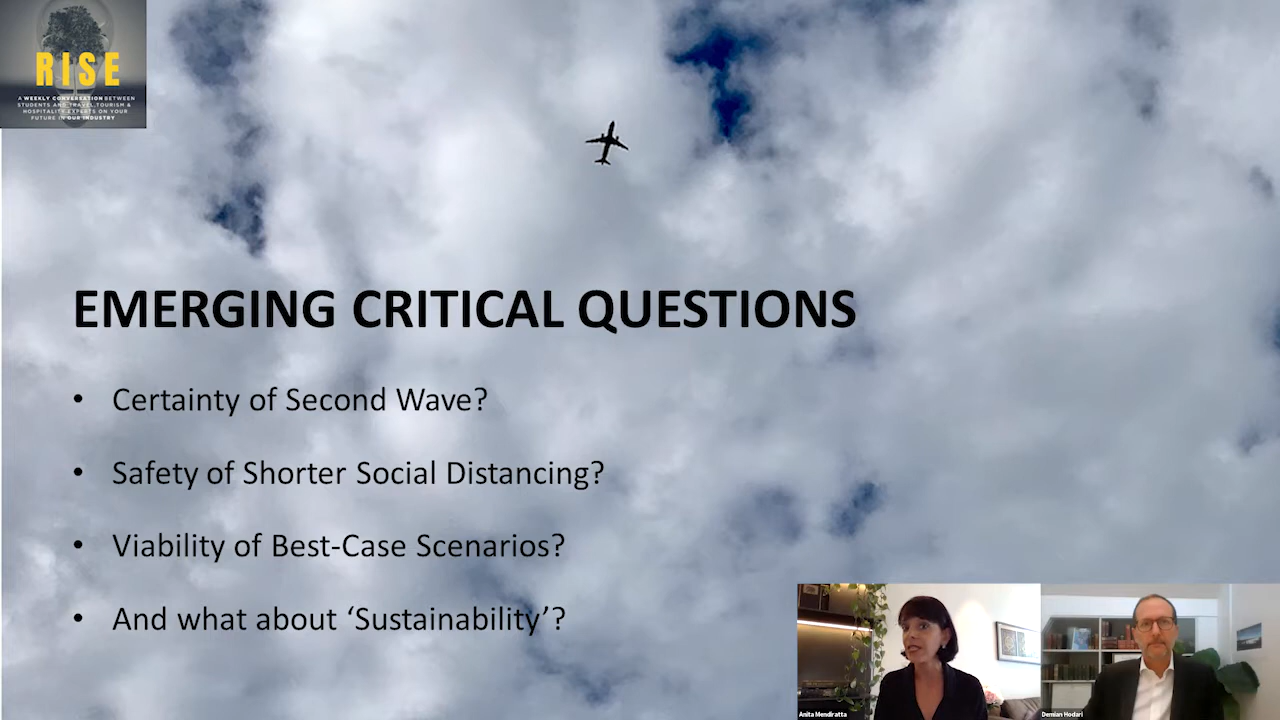 RISE
A WEEKLY CONVERSATION BETWEEN
STUDENTS AND TRAVEL, TOURISM &
HOSPITALITY EXPERTS ON YOUR
FUTURE IN OUR INDUSTRY
EMERGING CRITICAL QUESTIONS
• Certainty of Second Wave?
• Safety of Shorter Social Distancing?
• Viability of Best-Case Scenarios?
• And what about ‘Sustainability’?
Anita Mendiratta
Demian Hodari